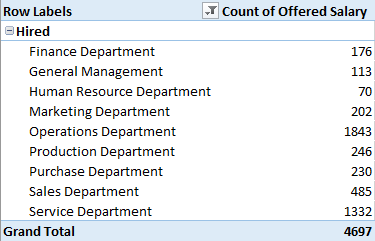 Row Labels Count of Offered Salary
Hired
Finance Department 176
General Management 113
Human Resource Department 70
Marketing Department 202
Operations Department 1843
Production Department 246
Purchase Department 230
Sales Department 485
Service Department 1332
Grand Total 4697